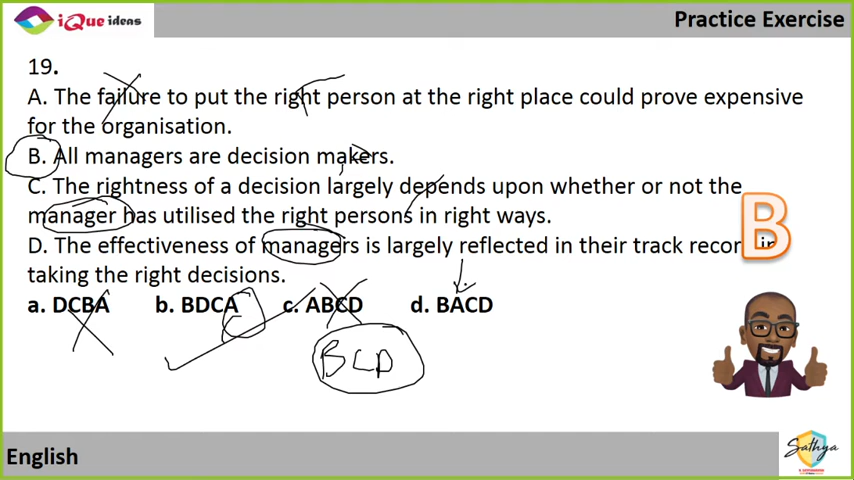 iQue ideas
Practice Exercise
19.
A. The failure to put the right person at the right place could prove expensive
for the organisation.
B. All managers are decision makers.
C. The rightness of a decision largely depends upon whether or not the
manager has utilised the right persons in right ways.
D. The effectiveness of managers is largely reflected in their track record in
taking the right decisions.
B
a. DCBA b. BDCA c. ABCD d. BACD
BCD
English
Sathya